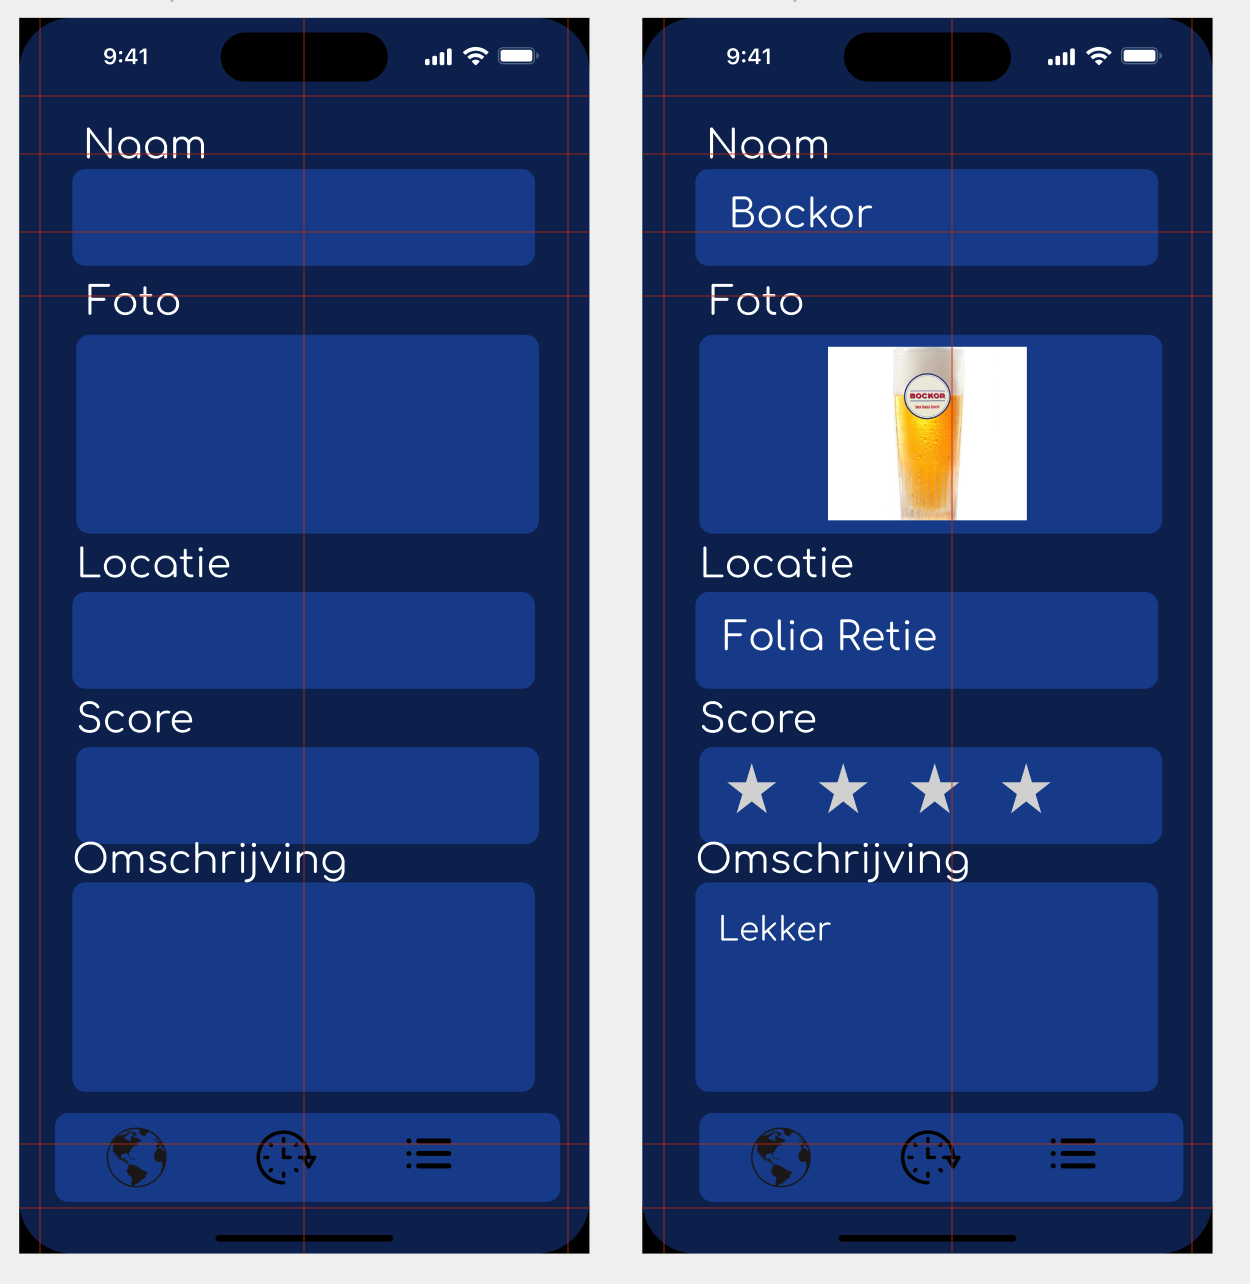 9:41
Naam
Foto
Locatie
Score
Omschrijving
9:41
Naam
Bockor
Foto
BOCKOR
Locatie
Folia Retie
Score
Omschrijving
Lekker